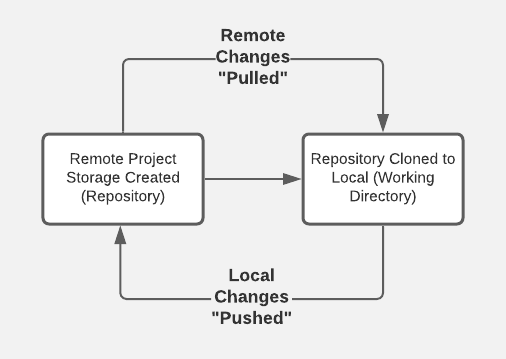 Remote
Changes
"Pulled"
Remote Project
Storage Created
(Repository)
Repository Cloned to
Local (Working
Directory)
Local
Changes
"Pushed"